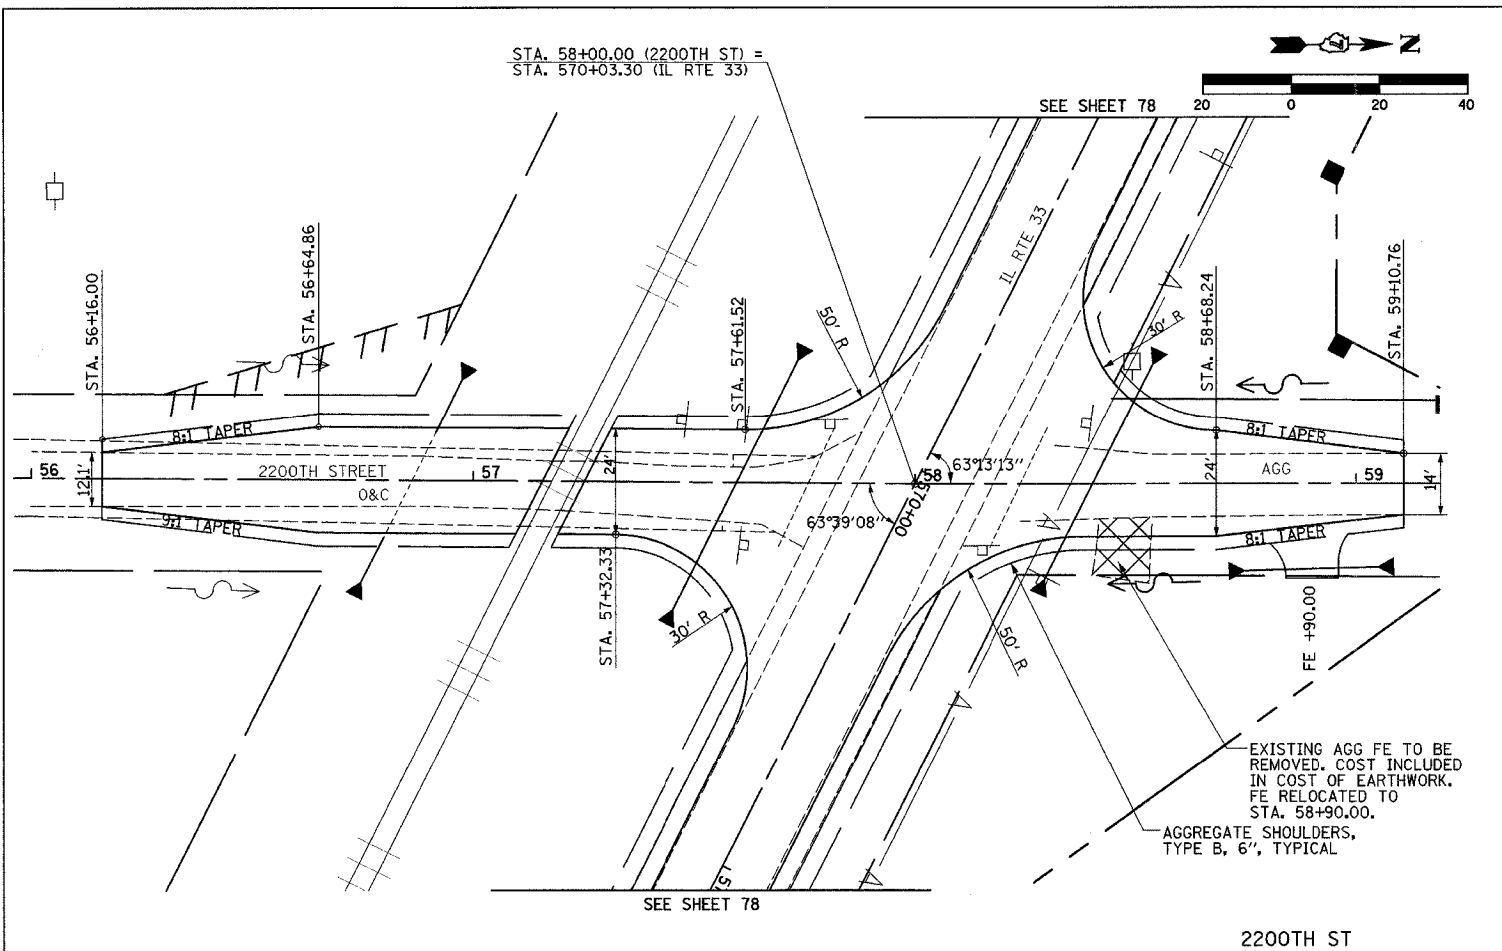 STA. 58+00.00 (2200TH ST) =
STA. 570+03.30 (IL RTE 33)
N
20 0 20 40
SEE SHEET 78
STA. 56+16.00
STA. 56+64.86
STA. 57+61.52
50' R
IL RTE 33
30' R
STA. 58+68.24
STA. 59+10.76
8:1 TAPER
8:1 TAPER
56
12.1'
2200TH STREET
O&C
57
24'
58
63°13'13"
570+00
63°39'08"
24'
AGG
59
14'
9:1 TAPER
8:1 TAPER
STA. 57+32.33
30' R
50' R
FE +90.00
EXISTING AGG FE TO BE
REMOVED. COST INCLUDED
IN COST OF EARTHWORK.
FE RELOCATED TO
STA. 58+90.00.
AGGREGATE SHOULDERS,
TYPE B, 6", TYPICAL
SEE SHEET 78
2200TH ST